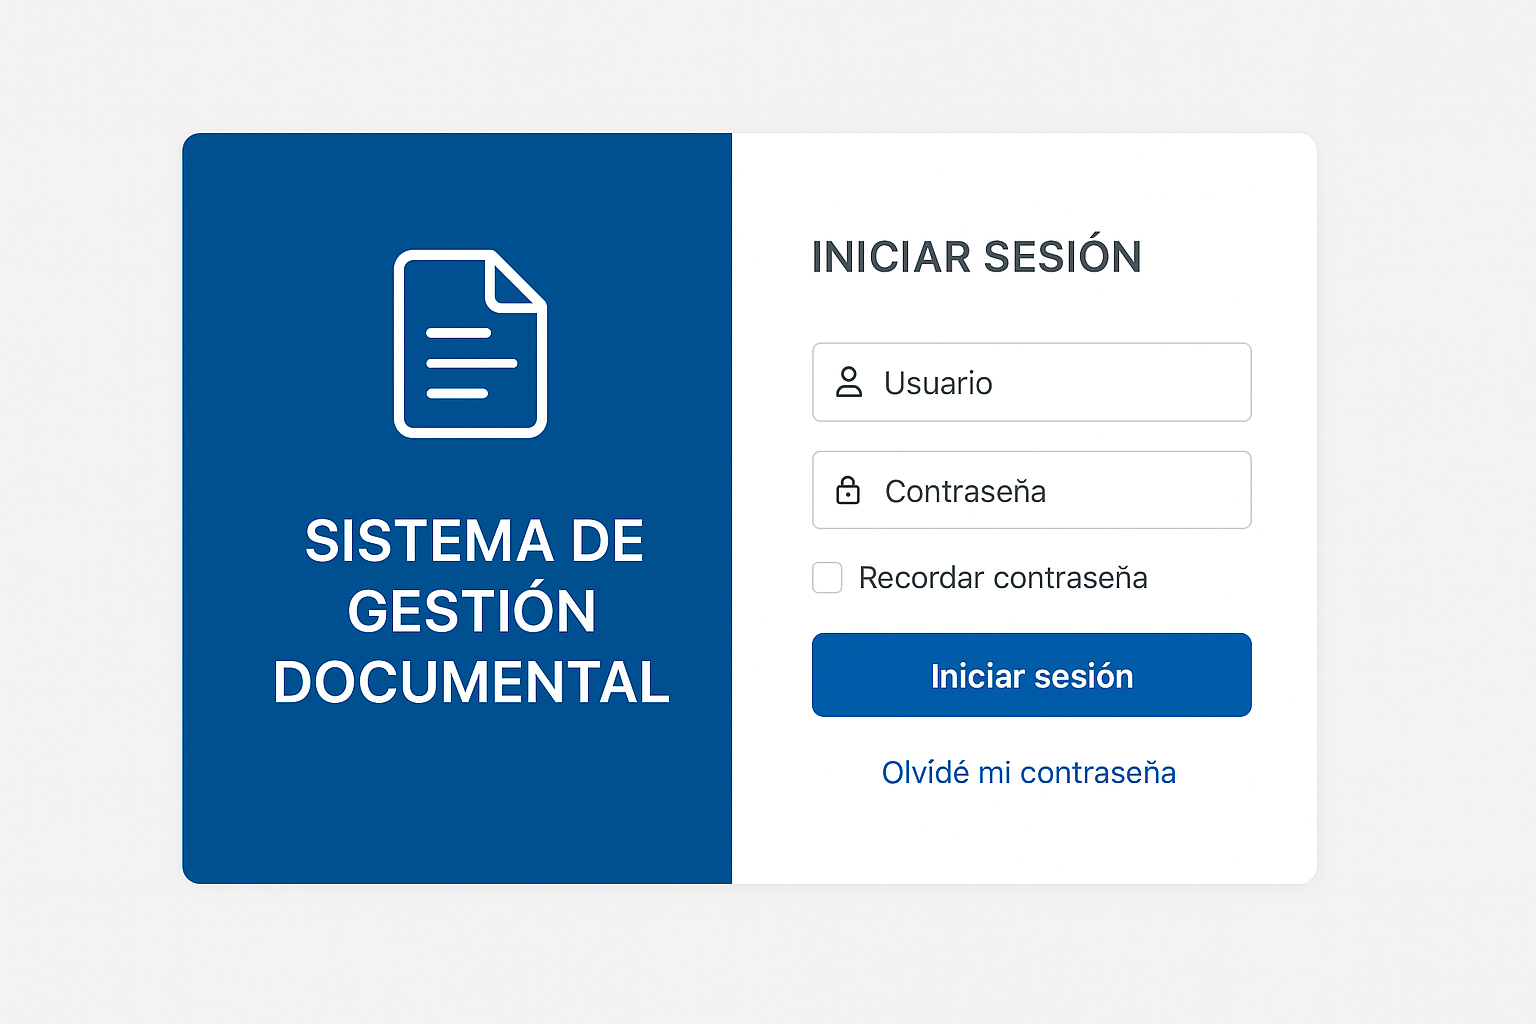 SISTEMA DE
GESTIÓN
DOCUMENTAL
INICIAR SESIÓN
Usuario
Contraseña
Recordar contraseña
Iniciar sesión
Olvídé mi contraseña